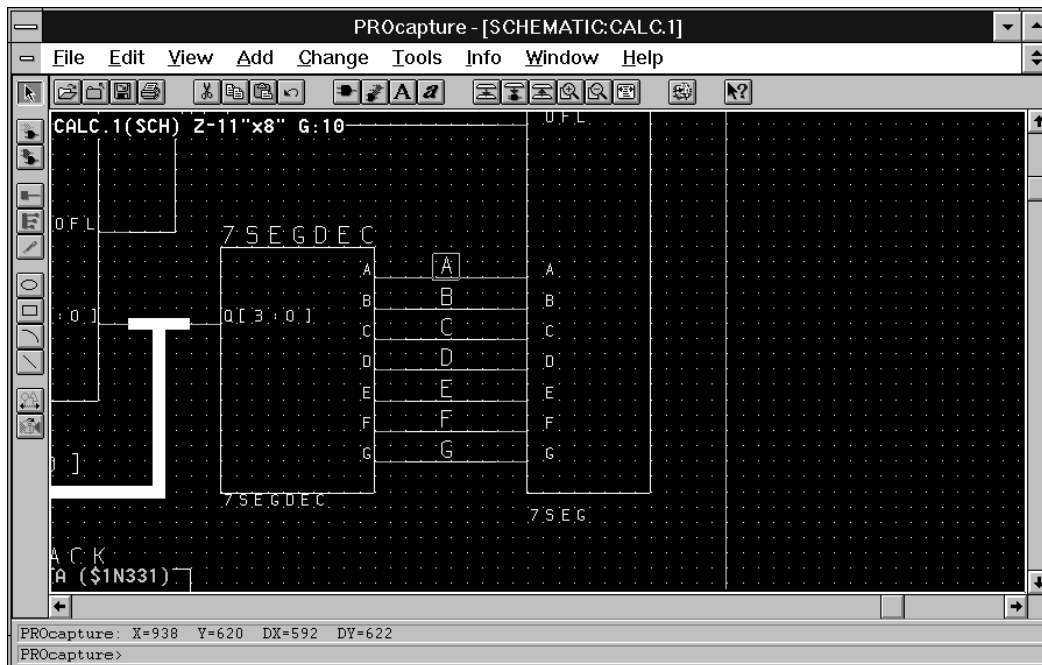 PROcapture - [SCHEMATIC:CALC.1]
File Edit View Add Change Tools Info Window Help
A a
CALC.1(SCH) Z-11"x8" G:10
OFL
OFL
7SEGDEC
A A A
B B B
:0] Q[3:0]
C C C
D D D
E E E
F F F
G G G
]
7SEGDEC
7SEG
ACK
TA ($1N331)
PROcapture: X=938 Y=620 DX=592 DY=622
PROcapture>